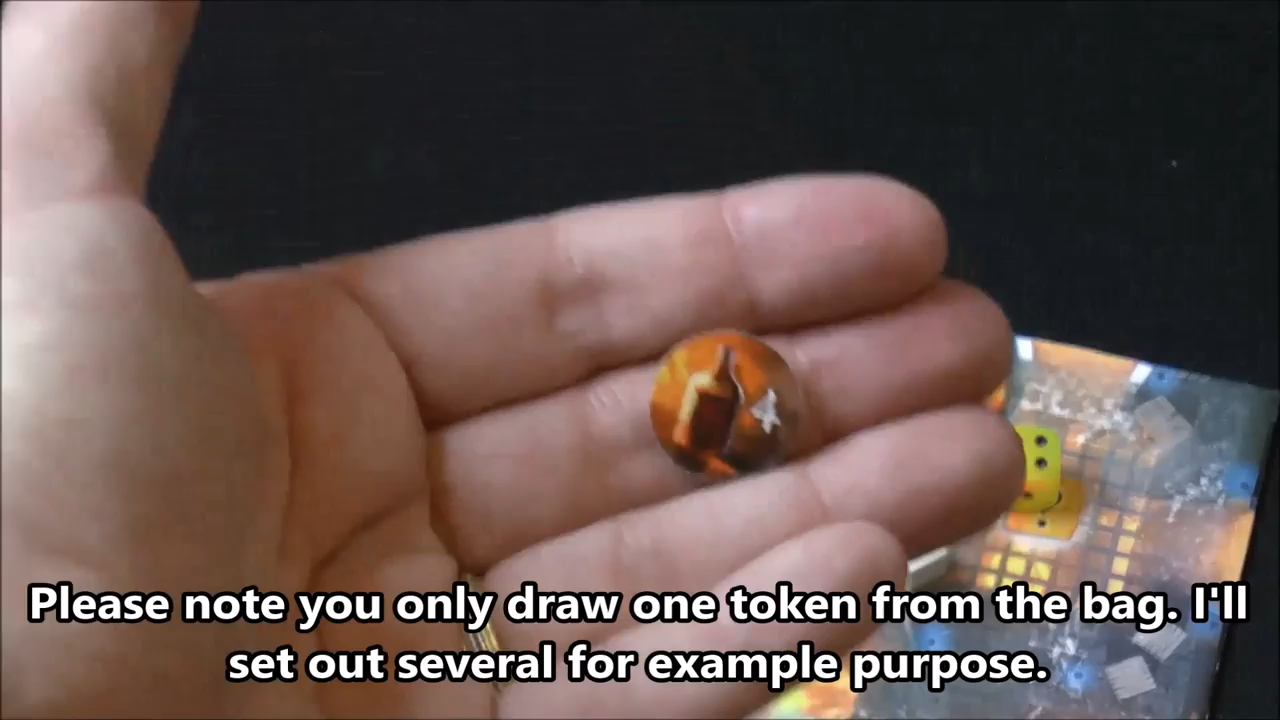 Please note you only draw one token from the bag. I'll
set out several for example purpose.